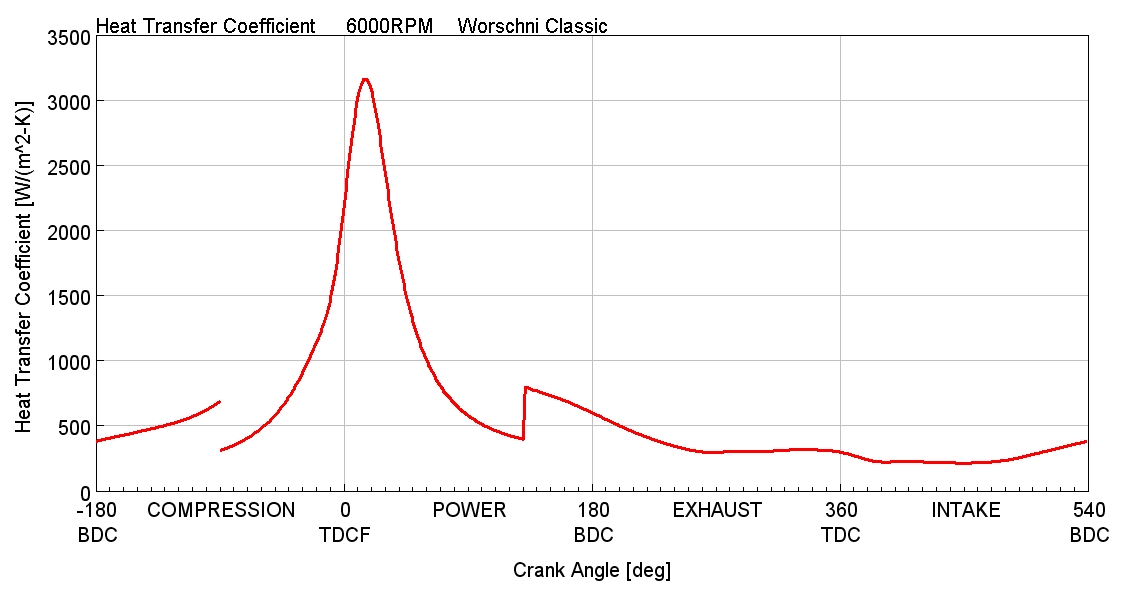 Heat Transfer Coefficient 6000RPM Worschni Classic
3500
3000
2500
2000
1500
1000
500
0
Heat Transfer Coefficient [W/(m^2-K)]
-180 COMPRESSION 0 POWER 180 EXHAUST 360 INTAKE 540
BDC TDCF BDC TDC BDC
Crank Angle [deg]